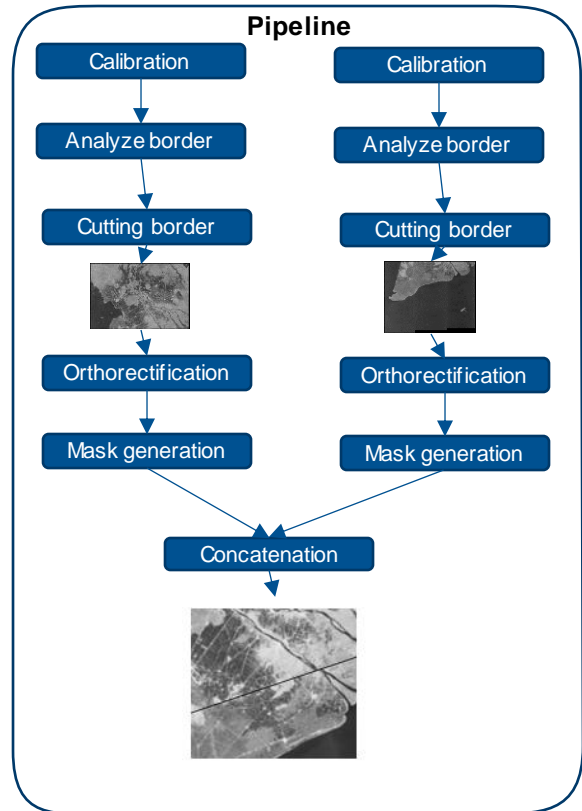 Pipeline
Calibration
Analyze border
Cutting border
Orthorectification
Mask generation
Calibration
Analyze border
Cutting border
Orthorectification
Mask generation
Concatenation